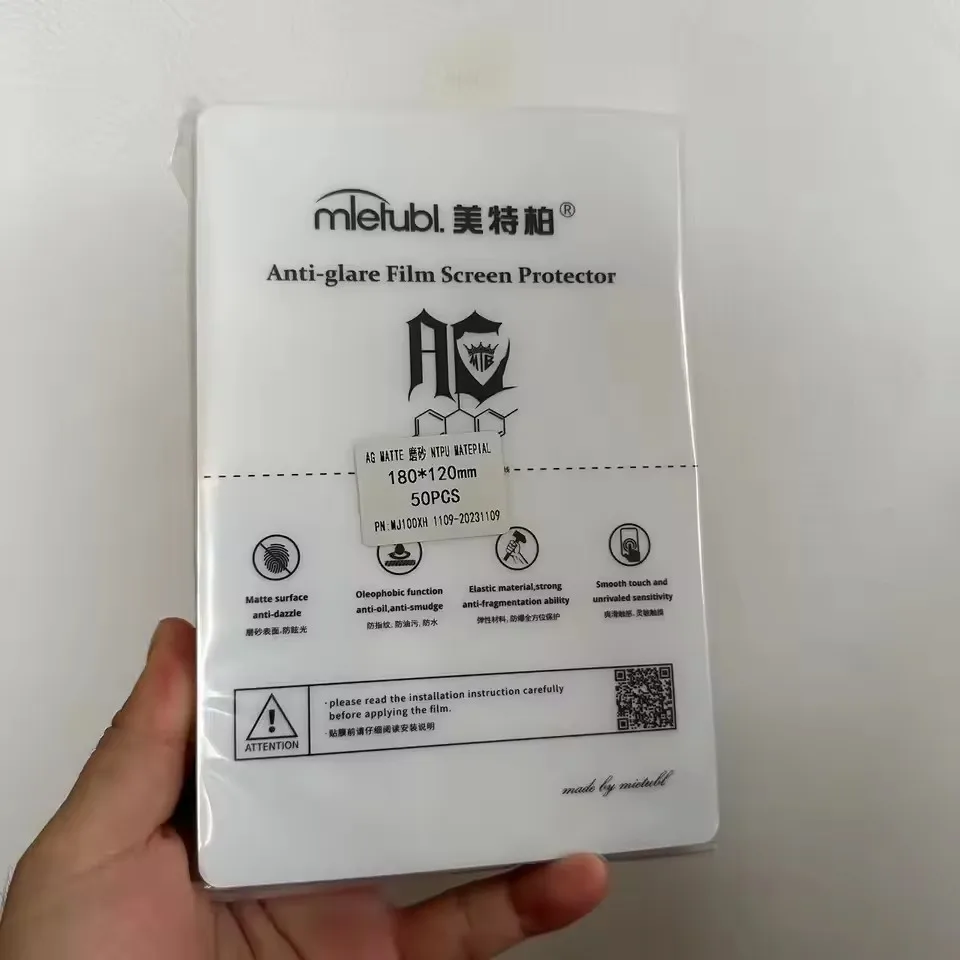 mietubl. 美特柏®
Anti-glare Film Screen Protector
AG
MTB
AG MATTE 磨砂 NTPU MATEPIAL
180*120mm
50PCS
PN:MJ100XH 1109-20231109
Matte surface
anti-dazzle
磨砂表面,防眩光
Oleophobic function
anti-oil,anti-smudge
防指纹, 防油污, 防水
Elastic material,strong
anti-fragmentation ability
弹性材料, 防爆全方位保护
Smooth touch and
unrivaled sensitivity
爽滑触感, 灵敏触摸
ATTENTION
·please read the installation instruction carefully
before applying the film.
·贴膜前请仔细阅读安装说明
made by mietubl